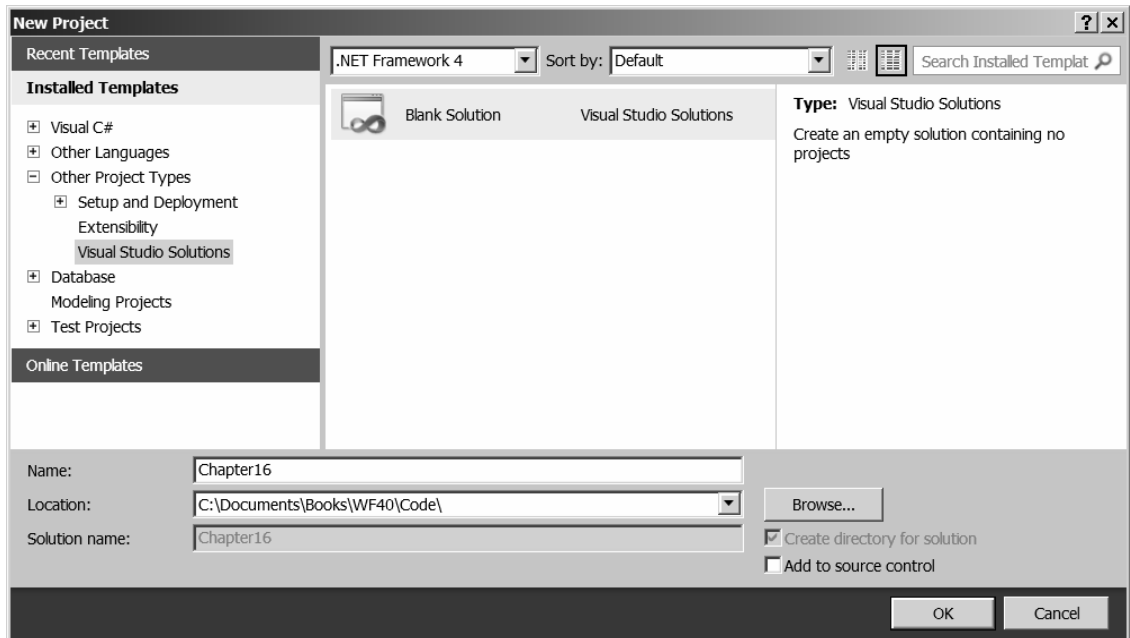 New Project
? ×
Recent Templates
Installed Templates
Visual C#
Other Languages
Other Project Types
Setup and Deployment
Extensibility
Visual Studio Solutions
Database
Modeling Projects
Test Projects
Online Templates
.NET Framework 4
Sort by: Default
Search Installed Templat
Blank Solution Visual Studio Solutions
Type: Visual Studio Solutions
Create an empty solution containing no
projects
Name: Chapter16
Location: C:\Documents\Books\WF40\Code\
Browse...
Solution name: Chapter16
Create directory for solution
Add to source control
OK Cancel